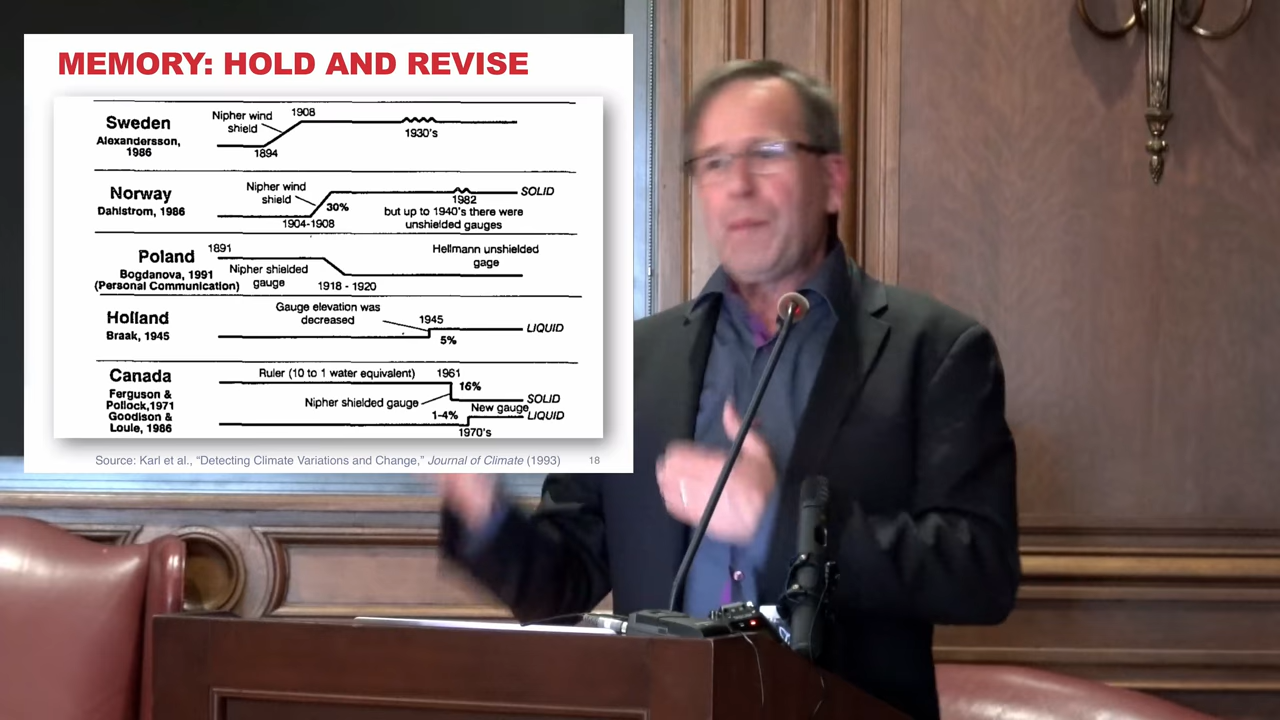 MEMORY: HOLD AND REVISE
Sweden
Alexandersson,
1986
Nipher wind
shield
1908
1894
1930's
Norway
Dahlstrom, 1986
Nipher wind
shield
30%
1904-1908
SOLID
1982
but up to 1940's there were
unshielded gauges
Poland
Bogdanova, 1991
(Personal Communication)
1891
Nipher shielded
gauge
1918 - 1920
Hellmann unshielded
gage
Holland
Braak, 1945
Gauge elevation was
decreased
1945
5%
LIQUID
Canada
Ferguson &
Pollock,1971
Goodison &
Louie, 1986
Ruler (10 to 1 water equivalent)
1961
16%
Nipher shielded gauge
SOLID
New gauge
1-4%
LIQUID
1970's
Source: Karl et al., “Detecting Climate Variations and Change,” Journal of Climate (1993)
18